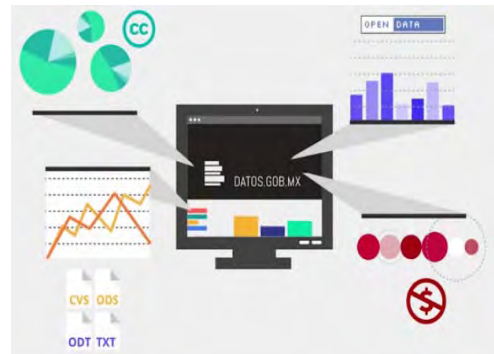 CC
OPEN DATA
DATOS.GOB.MX
CVS ODS
ODT TXT
$